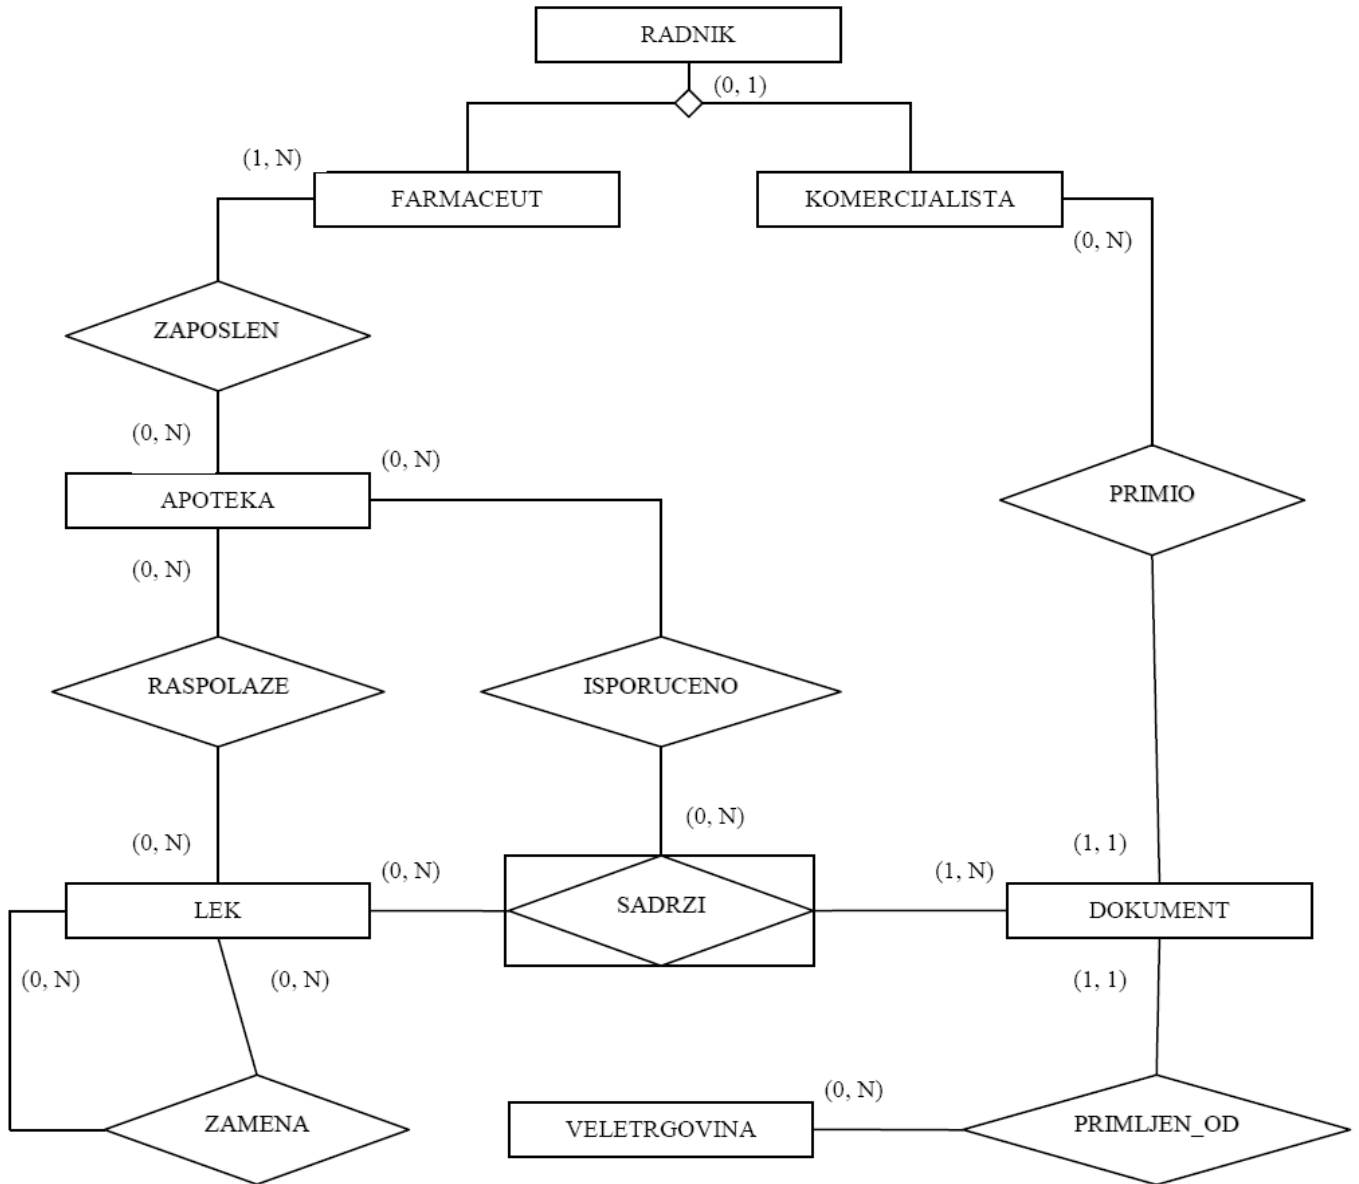 RADNIK
(0, 1)
(1, N)
FARMACEUT
KOMERCIJALISTA
(0, N)
ZAPOSLEN
(0, N)
(0, N)
APOTEKA
PRIMIO
(0, N)
RASPOLAZE
ISPORUCENO
(0, N)
(0, N)
(1, 1)
(0, N)
(1, N)
LEK
SADRZI
DOKUMENT
(0, N)
(0, N)
(1, 1)
(0, N)
ZAMENA
VELETRGOVINA
PRIMLJEN_OD